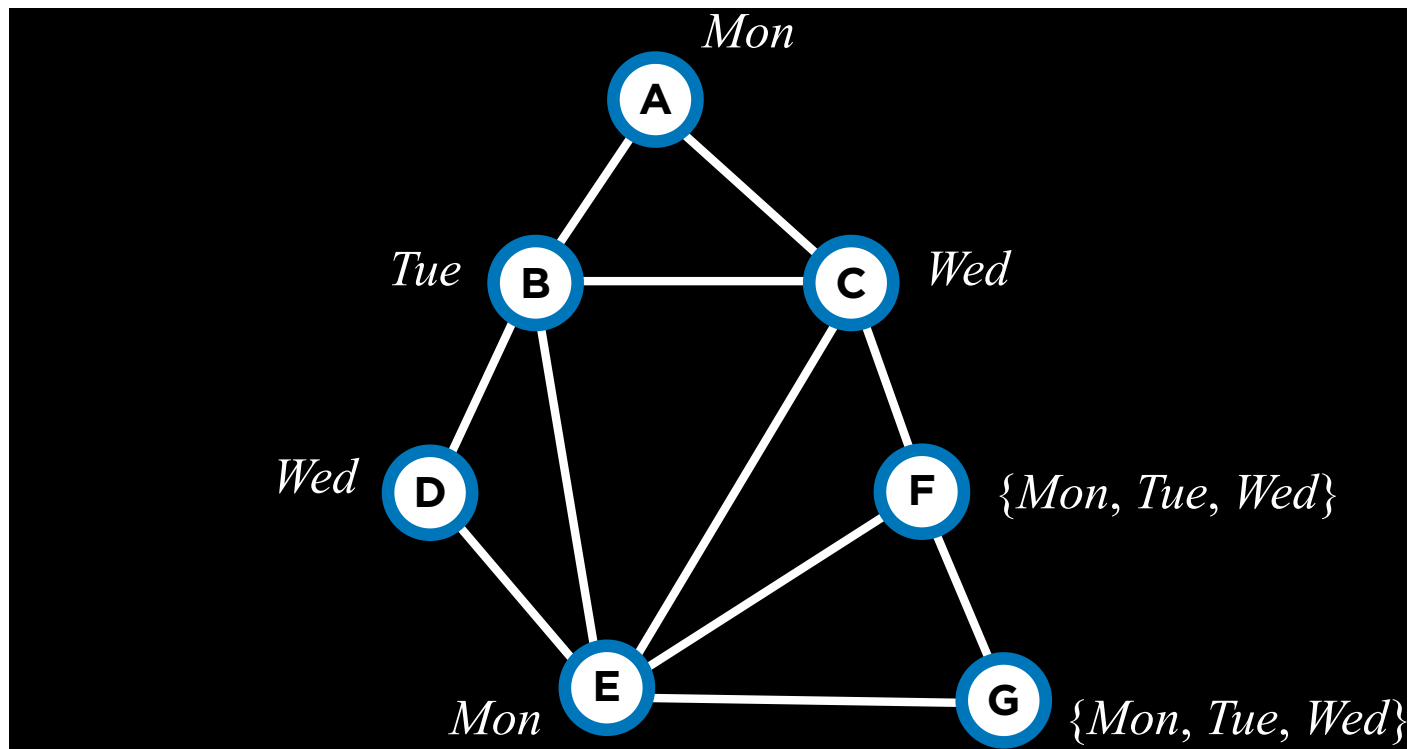 Mon
A
Tue
B
C
Wed
Wed
D
F
{Mon, Tue, Wed}
E
Mon
G
{Mon, Tue, Wed}